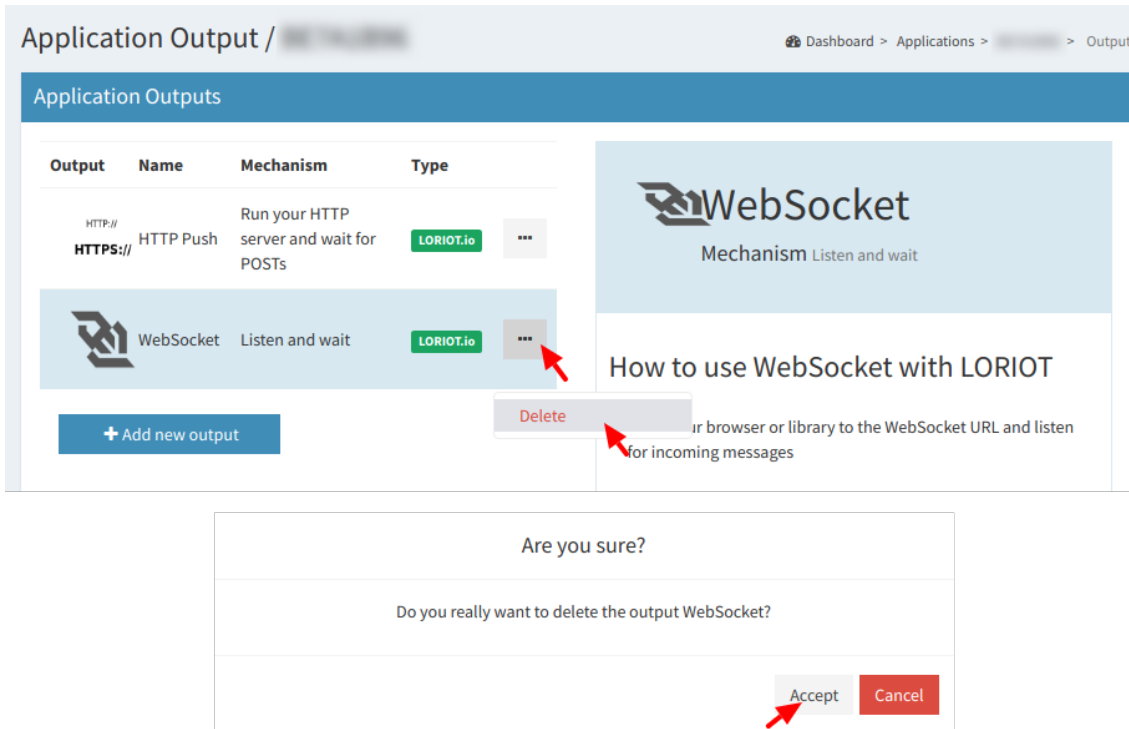 Application Output /
Dashboard > Applications > > Output
Application Outputs
Output Name Mechanism Type
HTTP://
HTTPS://
HTTP Push
Run your HTTP
server and wait for
POSTs
LORIOT.io
WebSocket
Listen and wait
LORIOT.io
Delete
Add new output
WebSocket
Mechanism Listen and wait
How to use WebSocket with LORIOT
browser or library to the WebSocket URL and listen
for incoming messages
Are you sure?
Do you really want to delete the output WebSocket?
Accept
Cancel